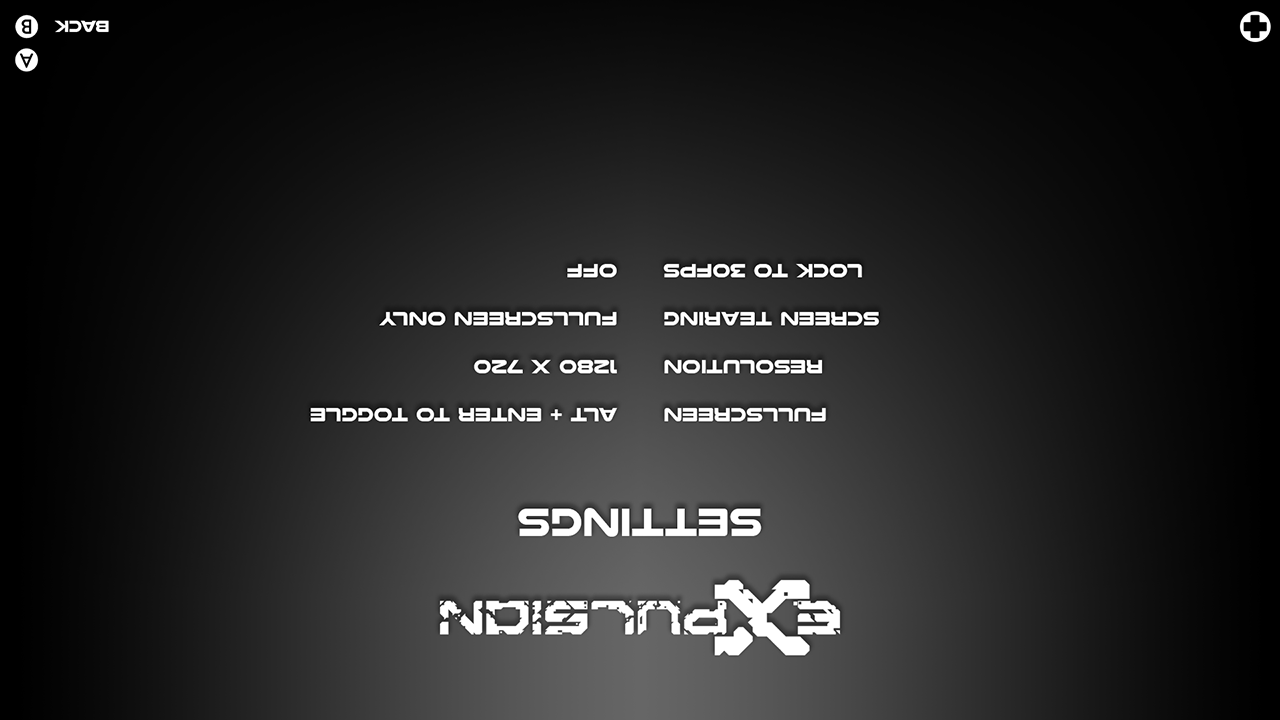 EXPULSION
SETTINGS
FULLSCREEN ALT + ENTER TO TOGGLE
RESOLUTION 1280 X 720
SCREEN TEARING FULLSCREEN ONLY
LOCK TO 30FPS OFF
A
BACK B